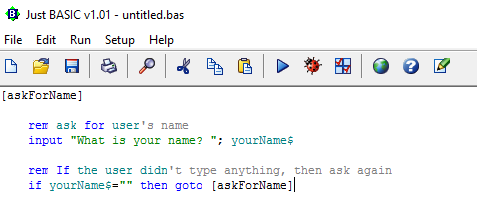 Just BASIC v1.01 - untitled.bas
File Edit Run Setup Help
[askForName]
rem ask for user's name
input "What is your name? "; yourName$
rem If the user didn't type anything, then ask again
if yourName$="" then goto [askForName]